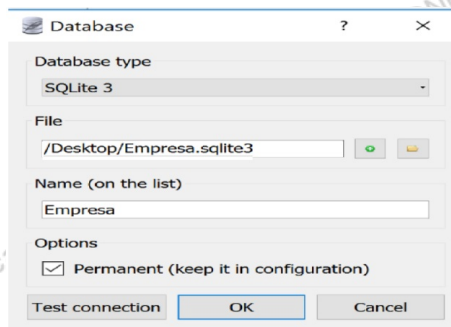 Database ?
Database type
SQLite 3
File
/Desktop/Empresa.sqlite3
Name (on the list)
Empresa
Options
Permanent (keep it in configuration)
Test connection OK Cancel